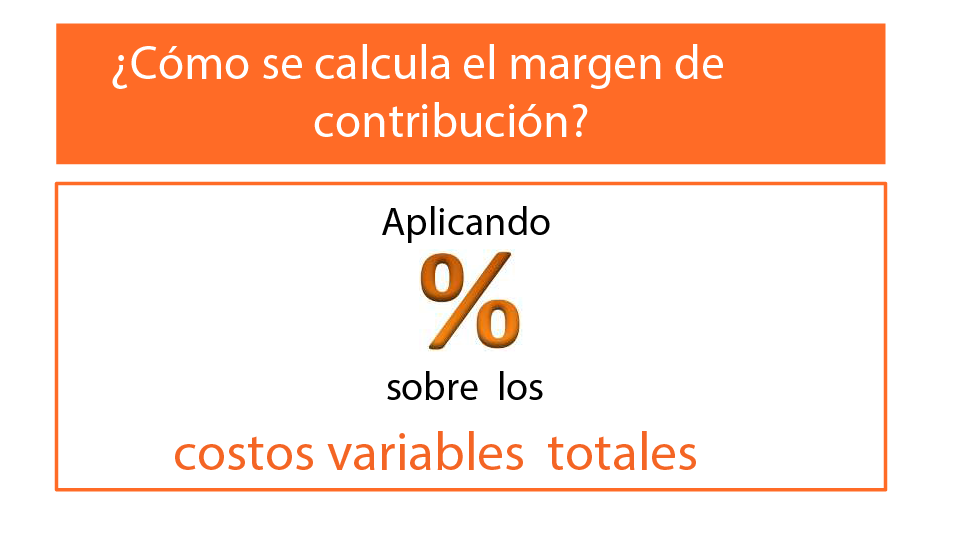 ¿Cómo se calcula el margen de
contribución?
Aplicando
%
sobre los
costos variables totales